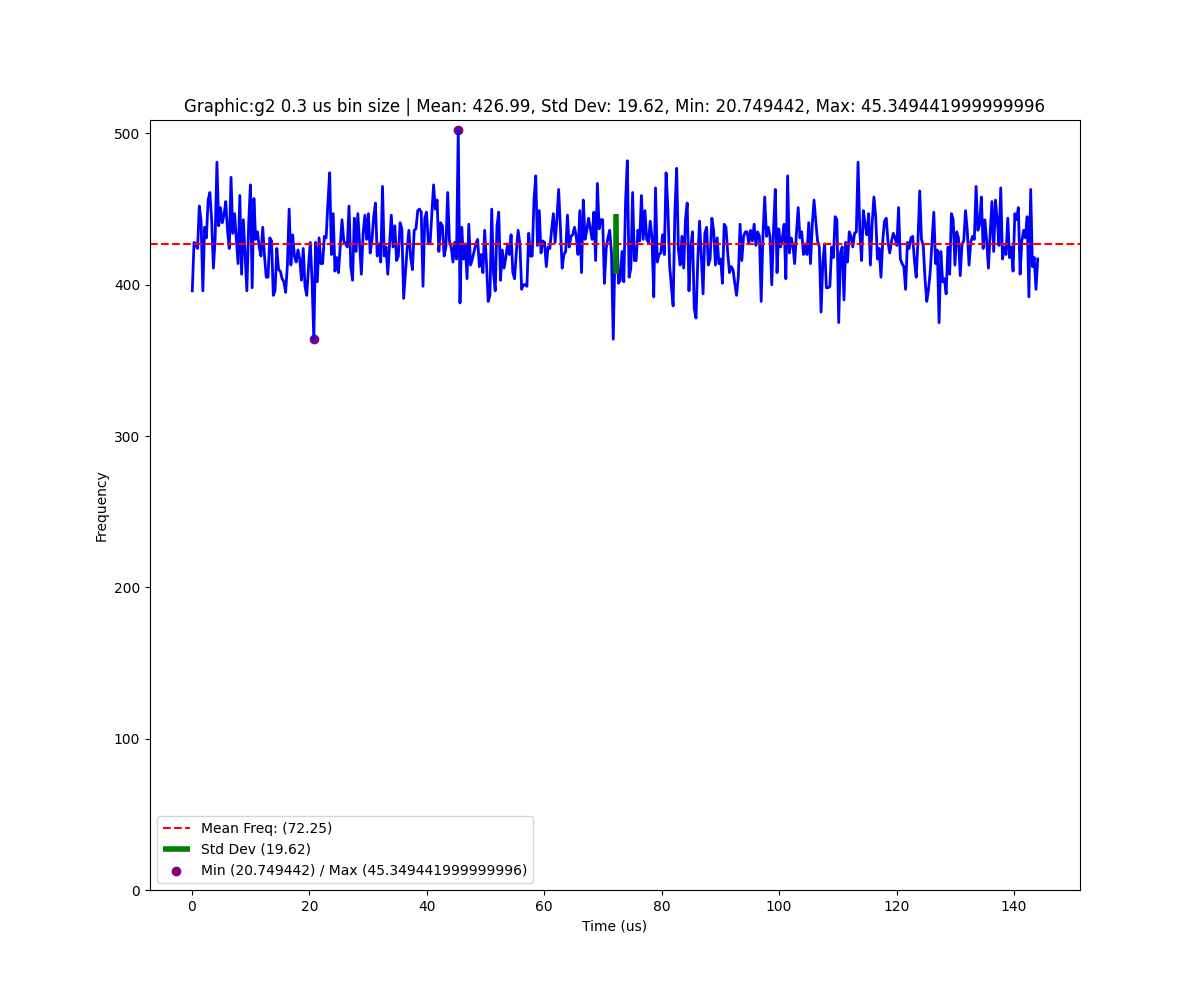 Graphic:g2 0.3 us bin size | Mean: 426.99, Std Dev: 19.62, Min: 20.749442, Max: 45.349441999999996
500
400
300
200
100
0
Frequency
Mean Freq: (72.25)
Std Dev (19.62)
Min (20.749442) / Max (45.349441999999996)
0 20 40 60 80 100 120 140
Time (us)